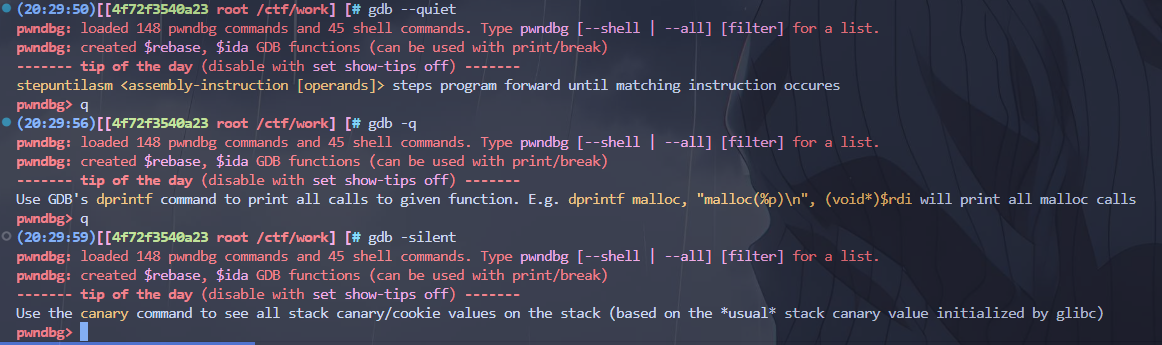 (20:29:50)[[4f72f3540a23 root /ctf/work] [# gdb --quiet
pwndbg: loaded 148 pwndbg commands and 45 shell commands. Type pwndbg [--shell | --all] [filter] for a list.
pwndbg: created $rebase, $ida GDB functions (can be used with print/break)
------- tip of the day (disable with set show-tips off) -------
stepuntilasm <assembly-instruction [operands]> steps program forward until matching instruction occures
pwndbg> q
(20:29:56)[[4f72f3540a23 root /ctf/work] [# gdb -q
pwndbg: loaded 148 pwndbg commands and 45 shell commands. Type pwndbg [--shell | --all] [filter] for a list.
pwndbg: created $rebase, $ida GDB functions (can be used with print/break)
------- tip of the day (disable with set show-tips off) -------
Use GDB's dprintf command to print all calls to given function. E.g. dprintf malloc, "malloc(%p)\n", (void*)$rdi will print all malloc calls
pwndbg> q
(20:29:59)[[4f72f3540a23 root /ctf/work] [# gdb -silent
pwndbg: loaded 148 pwndbg commands and 45 shell commands. Type pwndbg [--shell | --all] [filter] for a list.
pwndbg: created $rebase, $ida GDB functions (can be used with print/break)
------- tip of the day (disable with set show-tips off) -------
Use the canary command to see all stack canary/cookie values on the stack (based on the *usual* stack canary value initialized by glibc)
pwndbg>